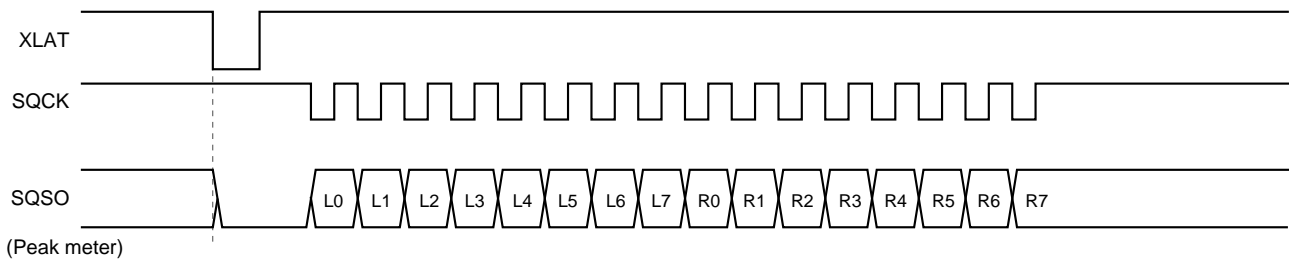 XLAT
SQCK
SQSO
L0 L1 L2 L3 L4 L5 L6 L7 R0 R1 R2 R3 R4 R5 R6 R7
(Peak meter)